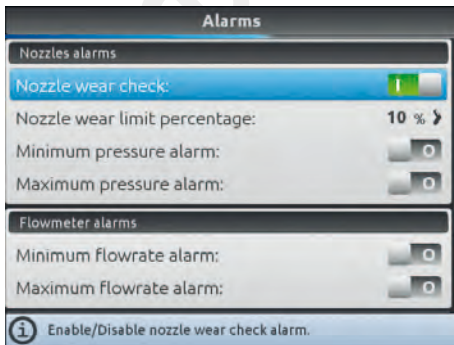 Alarms
Nozzles alarms
Nozzle wear check: I
Nozzle wear limit percentage: 10 %
Minimum pressure alarm: O
Maximum pressure alarm: O
Flowmeter alarms
Minimum flowrate alarm: O
Maximum flowrate alarm: O
i Enable/Disable nozzle wear check alarm.